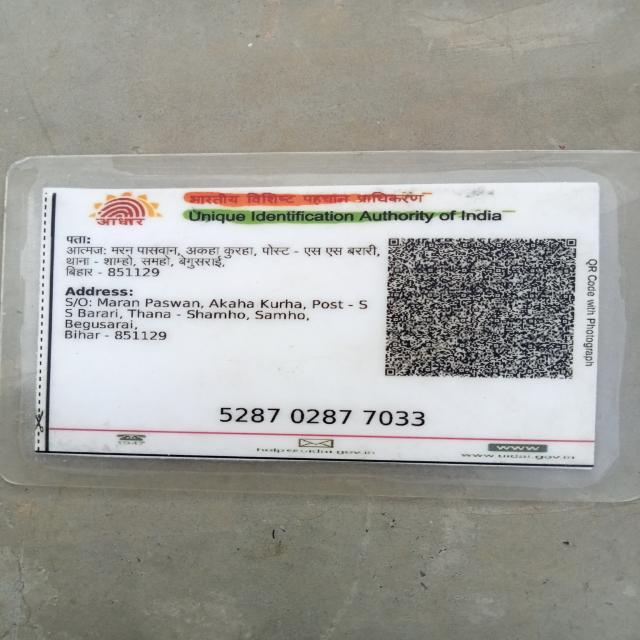 भारतीय विशिष्ट पहचान प्राधिकरण
Unique Identification Authority of India
आधार
पता:
आत्मज: मरन पासवान, अकहा कुरहा, पोस्ट - एस एस बरारी,
थाना - शाम्हो, समहो, बेगुसराई,
बिहार - 851129
Address:
S/O: Maran Paswan, Akaha Kurha, Post - S
S Barari, Thana - Shamho, Samho,
Begusarai,
Bihar - 851129
QR Code with Photograph
5287 0287 7033
1947
help@uidai.gov.in
www
www.uidai.gov.in